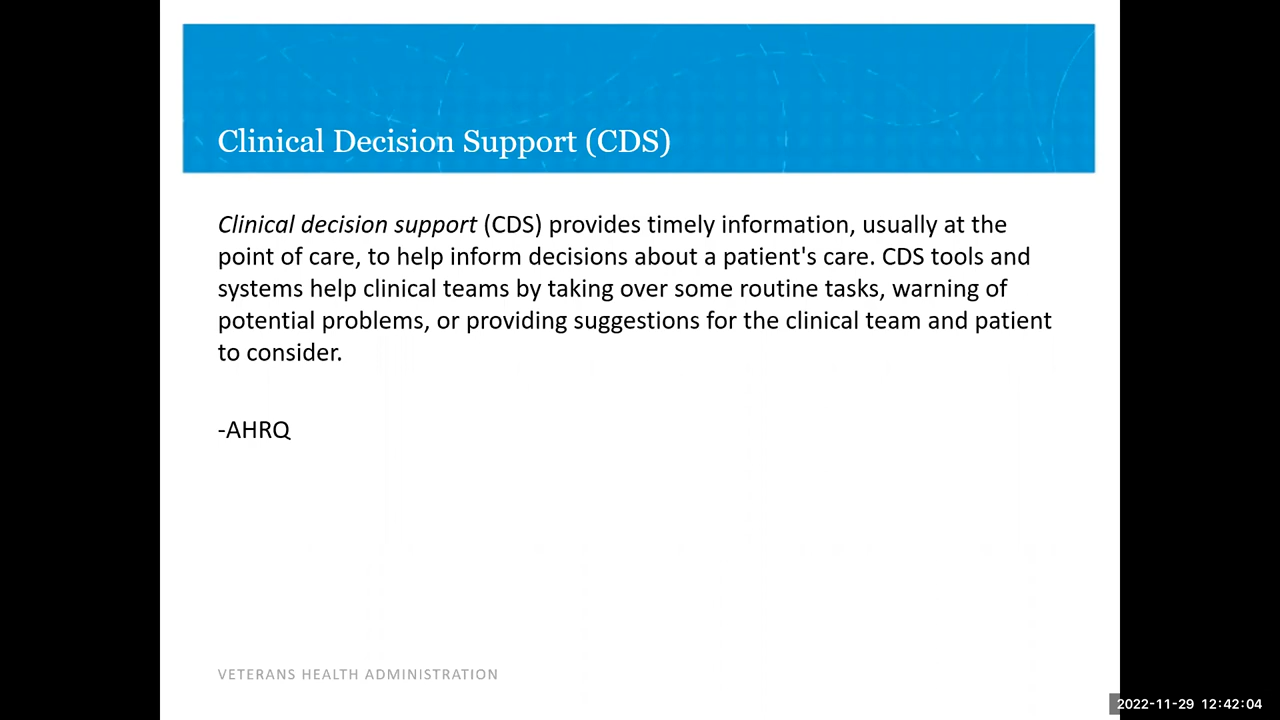 Clinical Decision Support (CDS)
Clinical decision support (CDS) provides timely information, usually at the
point of care, to help inform decisions about a patient's care. CDS tools and
systems help clinical teams by taking over some routine tasks, warning of
potential problems, or providing suggestions for the clinical team and patient
to consider.
-AHRQ
VETERANS HEALTH ADMINISTRATION
2022-11-29 12:42:04